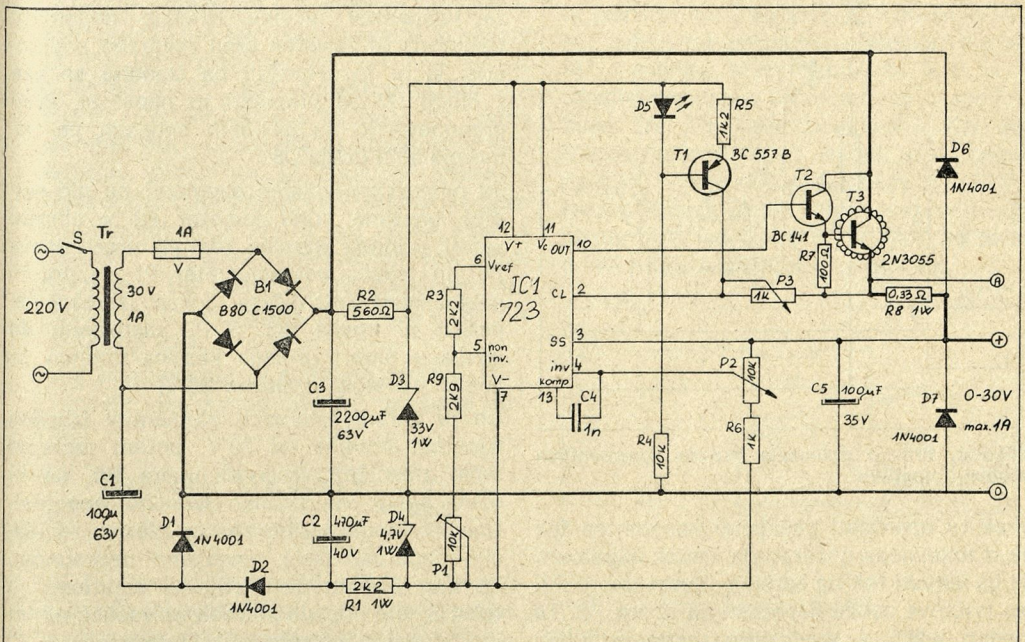 D5
R5
1K2
T1
BC 557 B
D6
1N4001
T2
T3
BC 141
R7
100Ω
2N3055
S
Tr
1A
V
220V
30V
1A
B1
B80 C1500
R2
560Ω
12
V+
11
Vc
OUT
10
6
Vref
IC1
723
CL
2
R3
2K2
P3
1K
0,33Ω
R8 1W
A
SS
3
+
5
non
inv.
inv
4
komp
V-
7
13
C4
1n
R9
2K9
P2
10K
R6
1K
C5
100µF
35V
D7
1N4001
0-30V
max.1A
C3
2200µF
63V
D3
33V
1W
R4
10K
0
C1
100µ
63V
D1
1N4001
C2
470µF
40V
D4
4,7V
1W
10K
P1
D2
1N4001
2K2
R1 1W